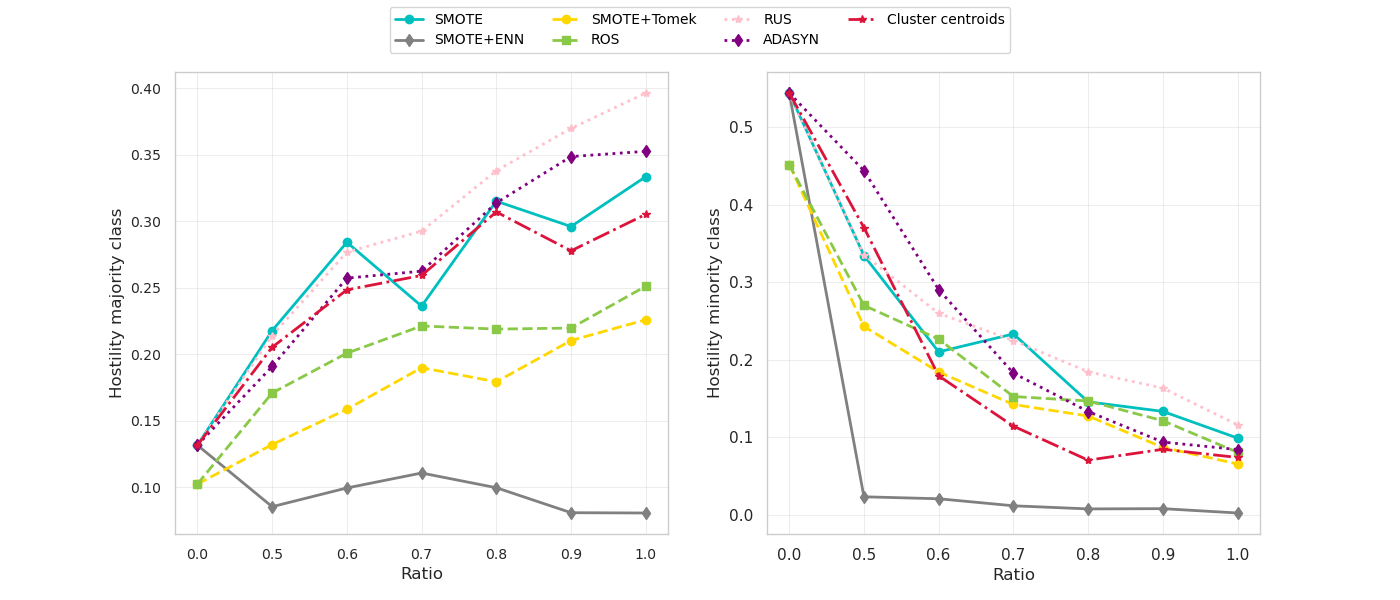 SMOTE
SMOTE+ENN
SMOTE+Tomek
ROS
RUS
ADASYN
Cluster centroids
Hostility majority class
0.40
0.35
0.30
0.25
0.20
0.15
0.10
0.0 0.5 0.6 0.7 0.8 0.9 1.0
Ratio
Hostility minority class
0.5
0.4
0.3
0.2
0.1
0.0
0.0 0.5 0.6 0.7 0.8 0.9 1.0
Ratio